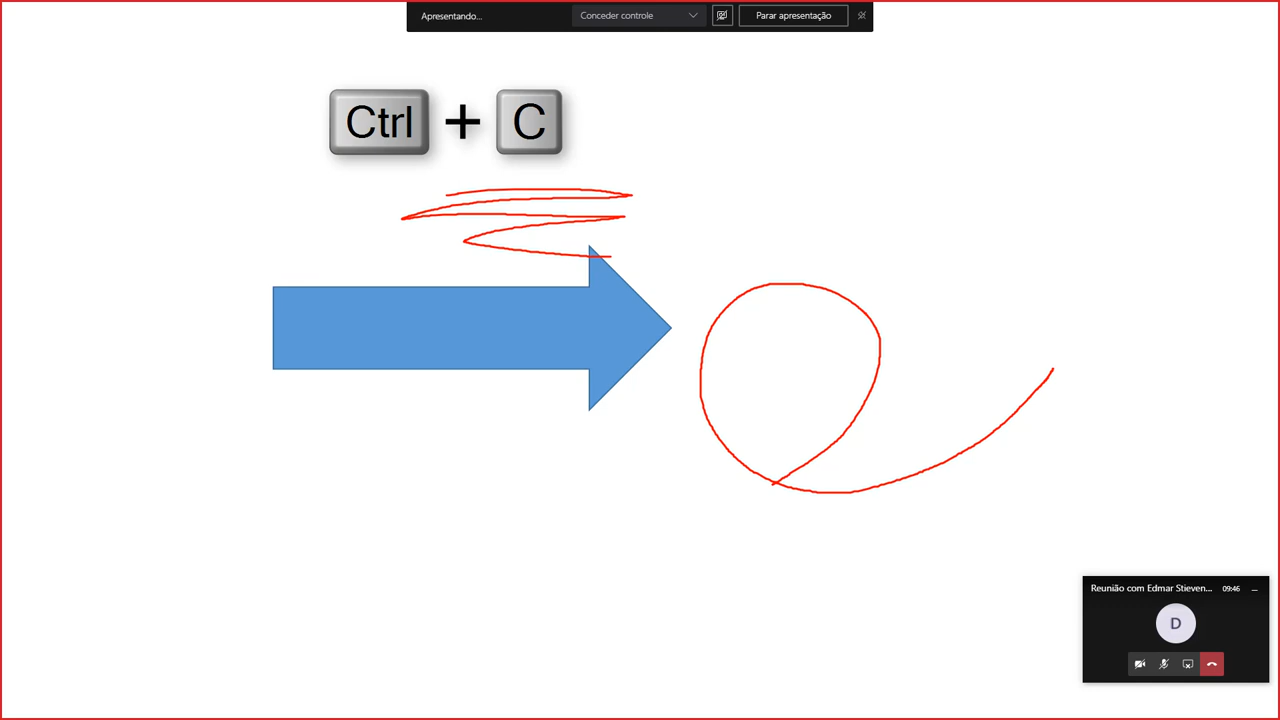 Apresentando...
Conceder controle
Parar apresentação
Ctrl + C
Reunião com Edmar Stieven... 09:46
D